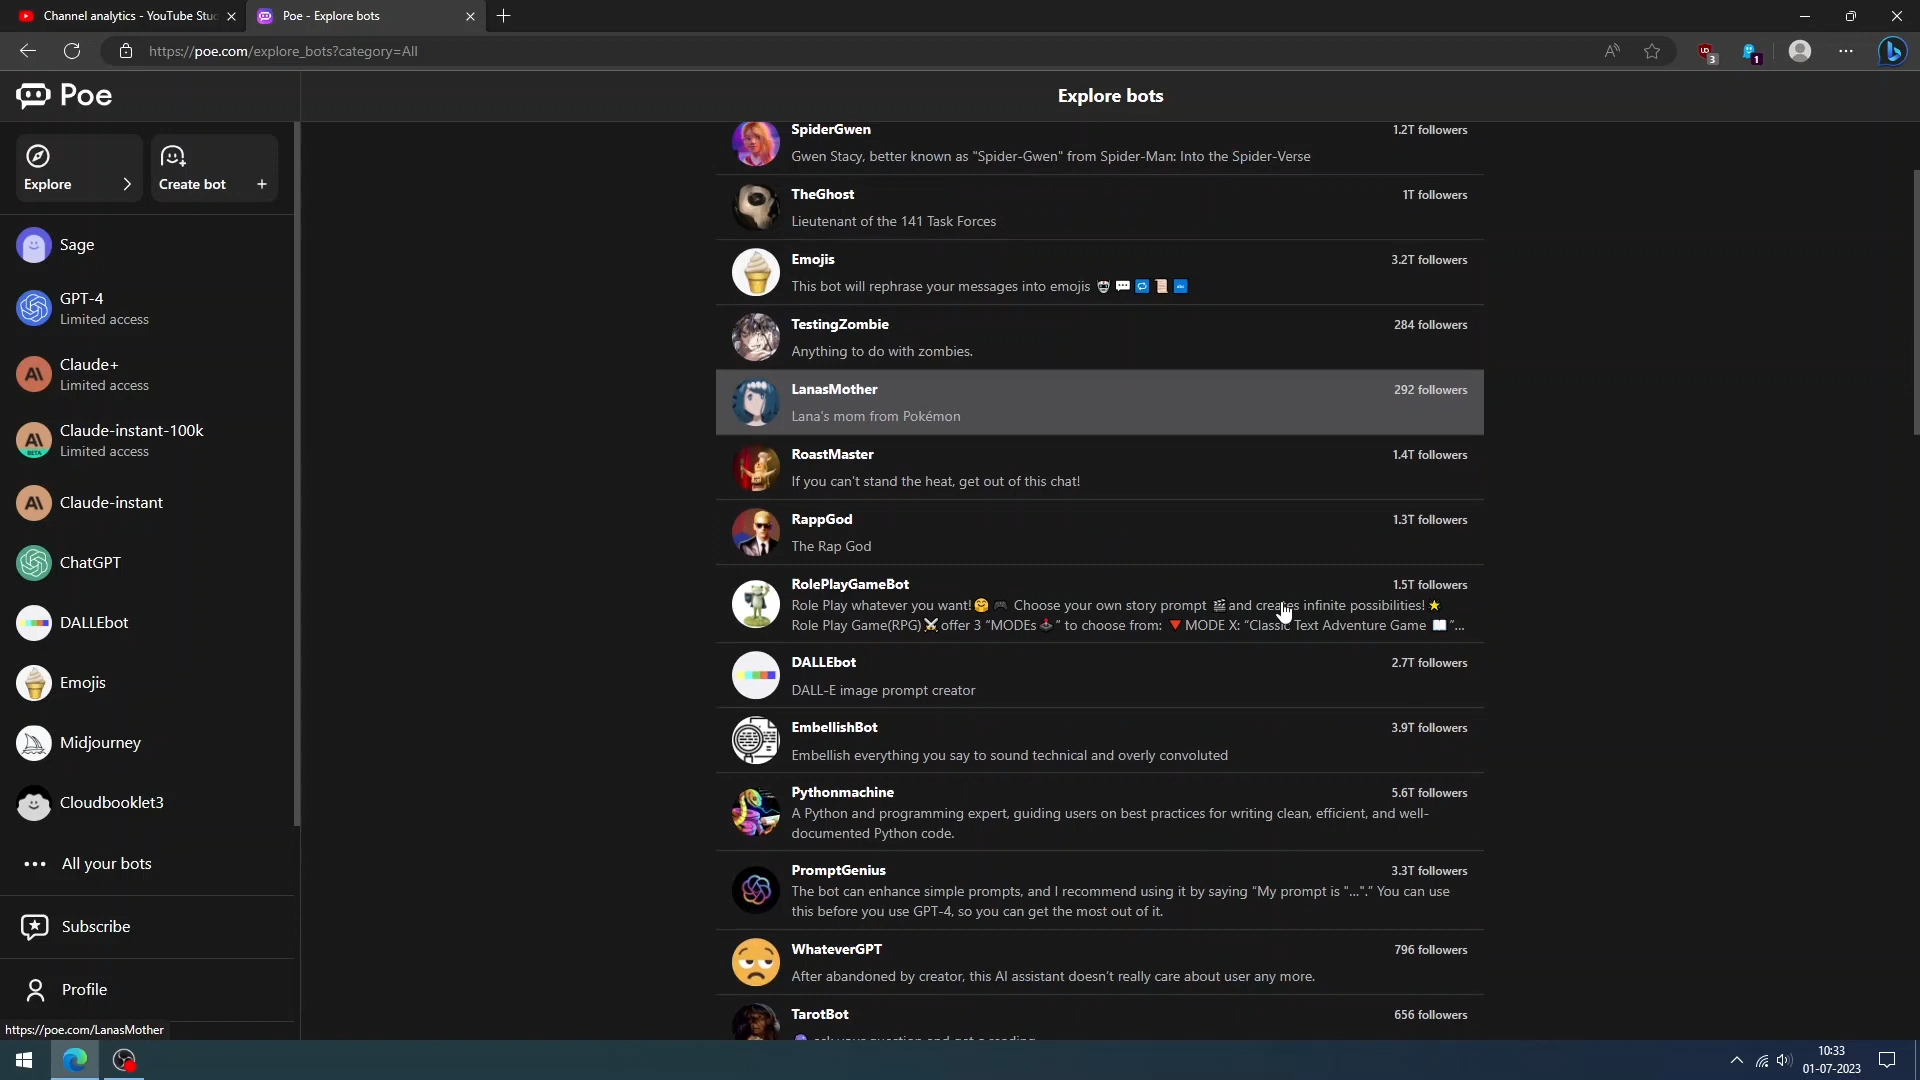 Channel analytics - YouTube Stu
Poe - Explore bots
https://poe.com/explore_bots?category=All
3
1
Poe
Explore
Create bot
Sage
GPT-4
Limited access
Claude+
Limited access
Claude-instant-100k
Limited access
BETA
Claude-instant
ChatGPT
DALLEbot
Emojis
Midjourney
Cloudbooklet3
All your bots
Subscribe
Profile
https://poe.com/LanasMother
Explore bots
SpiderGwen 1.2T followers
Gwen Stacy, better known as "Spider-Gwen" from Spider-Man: Into the Spider-Verse
TheGhost 1T followers
Lieutenant of the 141 Task Forces
Emojis 3.2T followers
This bot will rephrase your messages into emojis 🗣️ 💬 🔁 📜 🔤
TestingZombie 284 followers
Anything to do with zombies.
LanasMother 292 followers
Lana's mom from Pokémon
RoastMaster 1.4T followers
If you can't stand the heat, get out of this chat!
RappGod 1.3T followers
The Rap God
RolePlayGameBot 1.5T followers
Role Play whatever you want!🤗 🎮 Choose your own story prompt 🎬and creates infinite possibilities! ⭐
Role Play Game(RPG)⚔️offer 3 "MODEs🕹️" to choose from: 🔻MODE X: "Classic Text Adventure Game 📖"...
DALLEbot 2.7T followers
DALL-E image prompt creator
EmbellishBot 3.9T followers
Embellish everything you say to sound technical and overly convoluted
Pythonmachine 5.6T followers
A Python and programming expert, guiding users on best practices for writing clean, efficient, and well-
documented Python code.
PromptGenius 3.3T followers
The bot can enhance simple prompts, and I recommend using it by saying "My prompt is "..."." You can use
this before you use GPT-4, so you can get the most out of it.
WhateverGPT 796 followers
After abandoned by creator, this AI assistant doesn't really care about user any more.
TarotBot 656 followers
10:33
01-07-2023